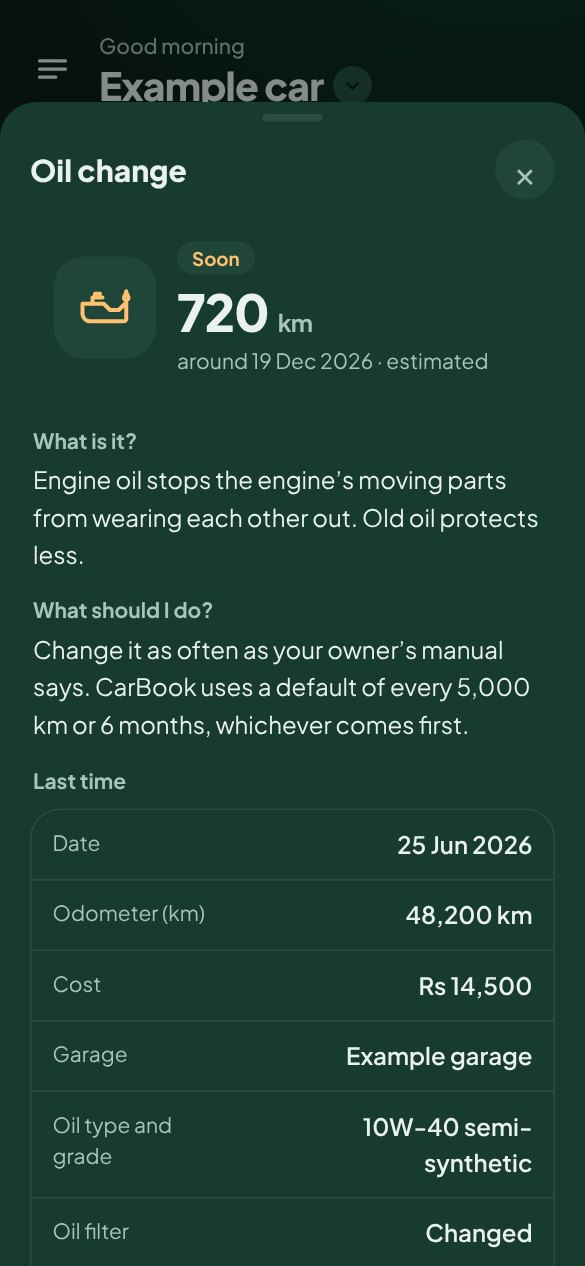 Good morning
Example car
Oil change
Soon
720 km
around 19 Dec 2026 · estimated
What is it?
Engine oil stops the engine’s moving parts
from wearing each other out. Old oil protects
less.
What should I do?
Change it as often as your owner’s manual
says. CarBook uses a default of every 5,000
km or 6 months, whichever comes first.
Last time
Date 25 Jun 2026
Odometer (km) 48,200 km
Cost Rs 14,500
Garage Example garage
Oil type and grade 10W-40 semi-
synthetic
Oil filter Changed